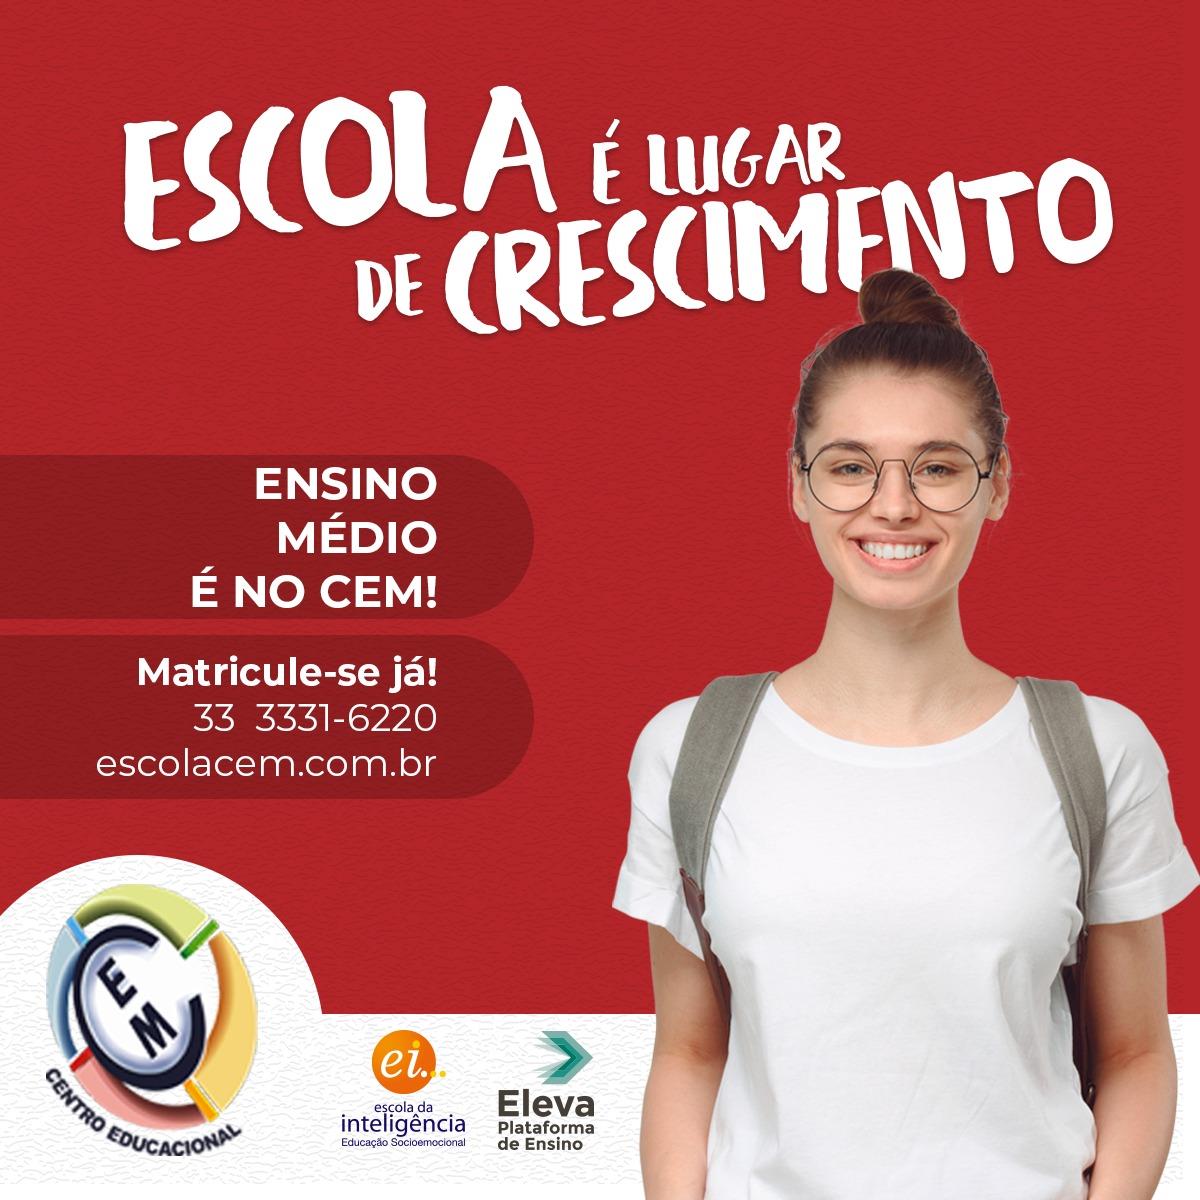 ESCOLA É LUGAR
DE CRESCIMENTO
ENSINO
MÉDIO
É NO CEM!
Matricule-se já!
33 3331-6220
escolacem.com.br
CEM
CENTRO EDUCACIONAL
ei...
escola da
inteligência
Educação Socioemocional
Eleva
Plataforma
de Ensino